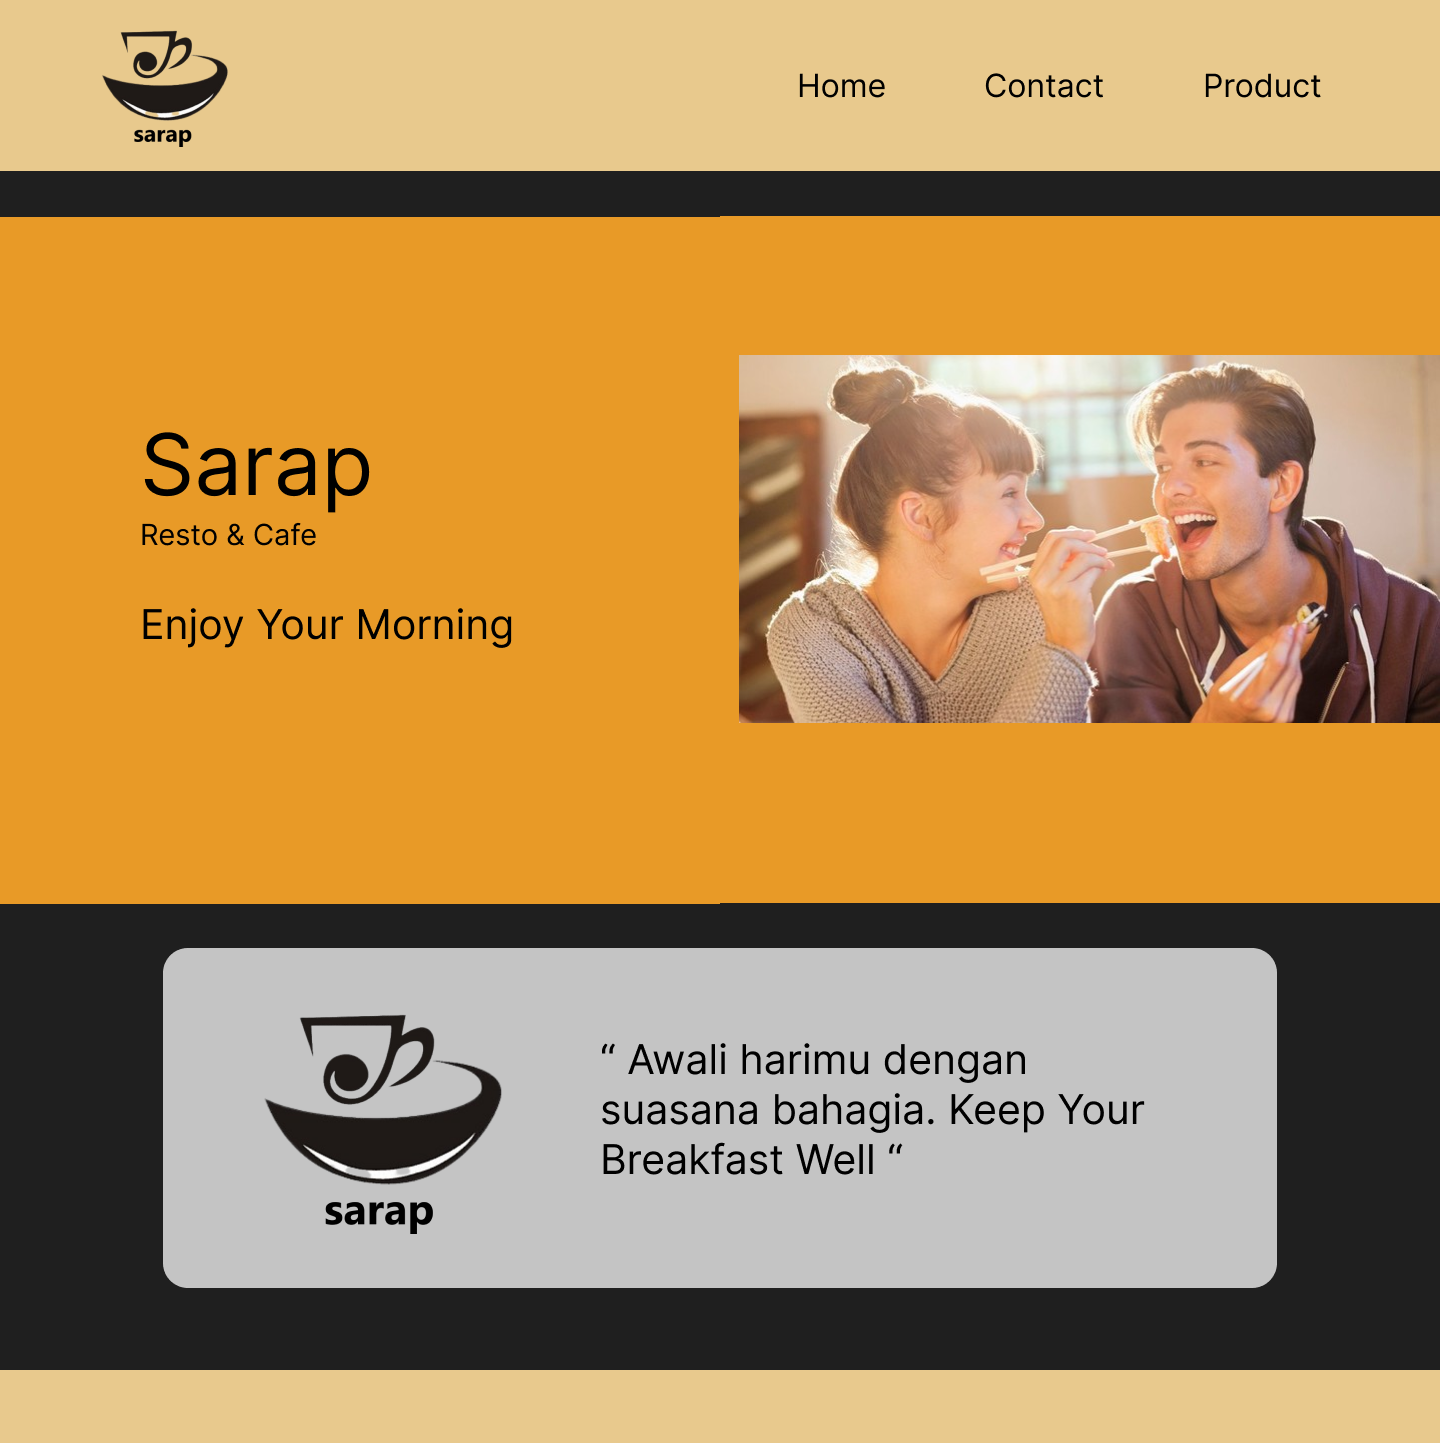 sarap
Home Contact Product
Sarap
Resto & Cafe
Enjoy Your Morning
“ Awali harimu dengan
suasana bahagia. Keep Your
Breakfast Well “
sarap